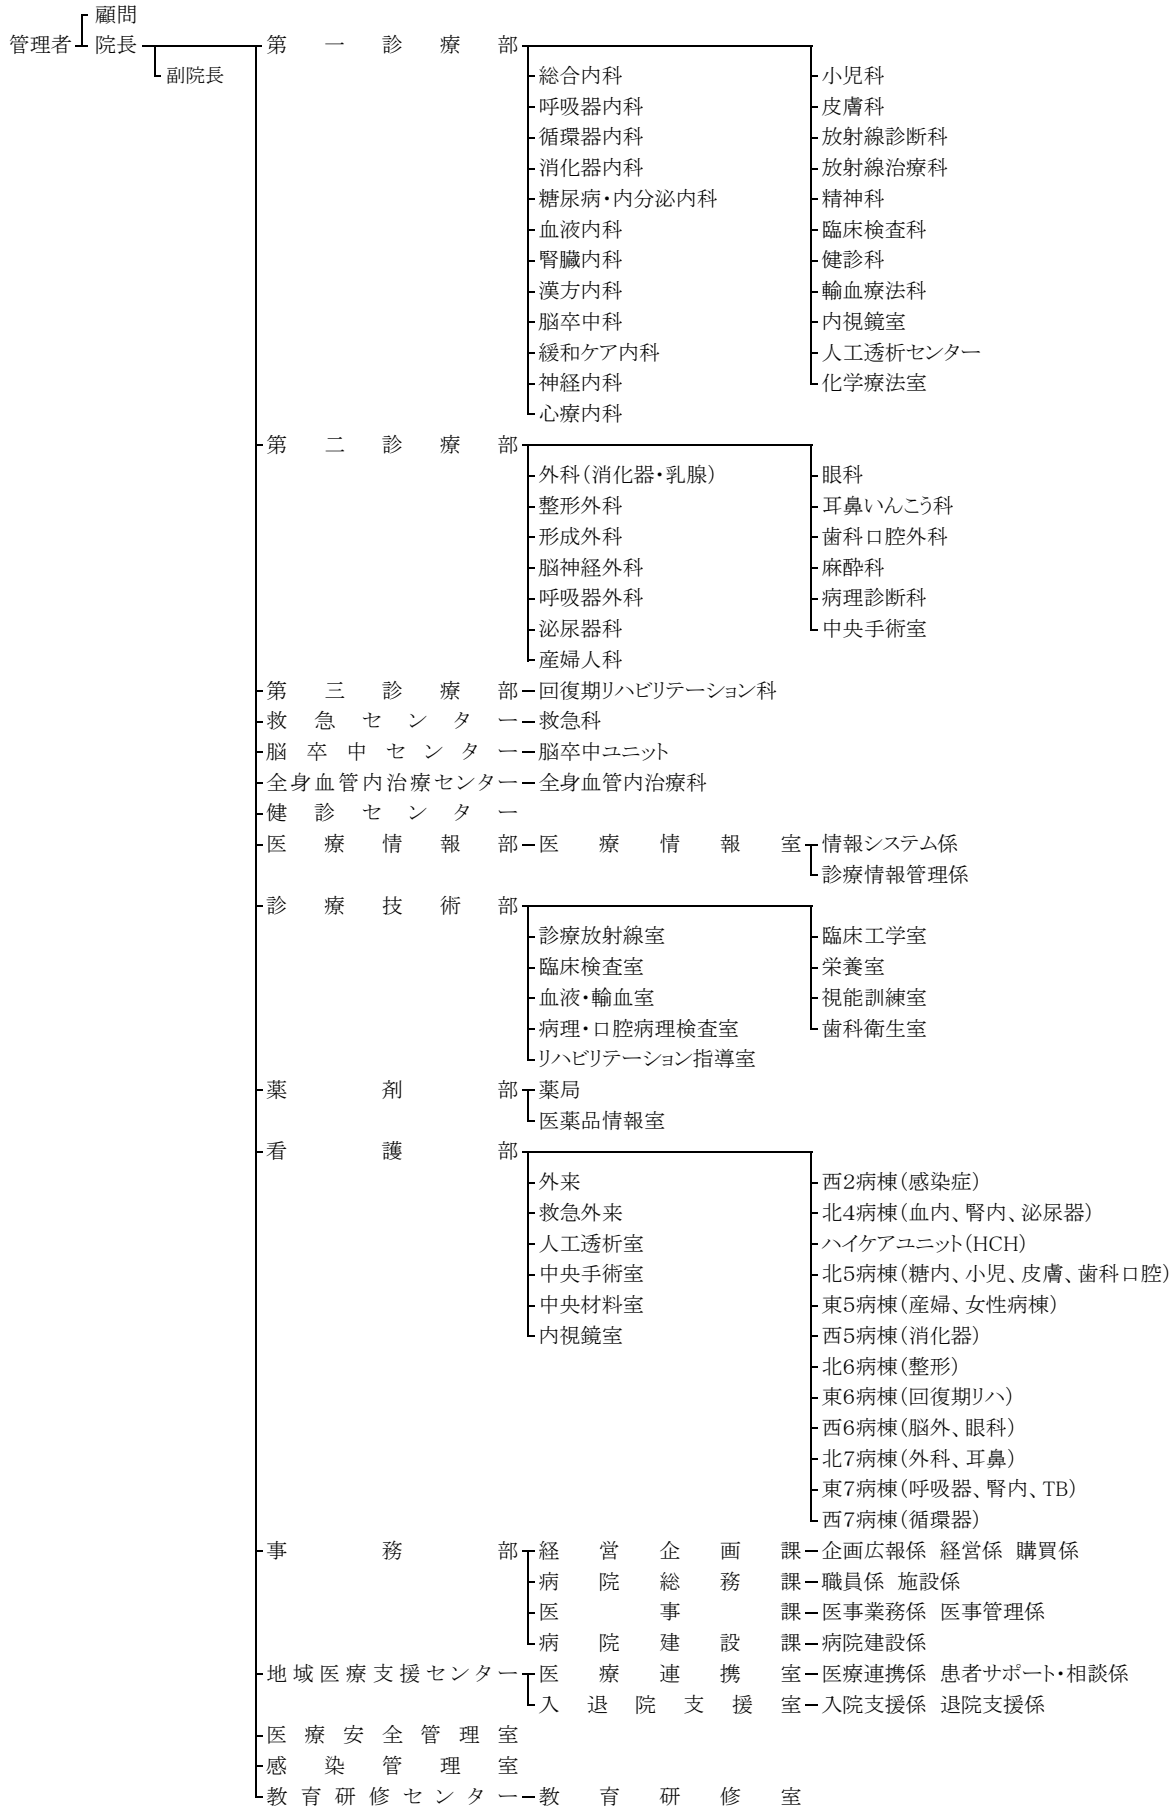 顧問
管理者 院長 第一診療部
副院長 総合内科 小児科
呼吸器内科 皮膚科
循環器内科 放射線診断科
消化器内科 放射線治療科
糖尿病・内分泌内科 精神科
血液内科 臨床検査科
腎臓内科 健診科
漢方内科 輸血療法科
脳卒中科 内視鏡室
緩和ケア内科 人工透析センター
神経内科 化学療法室
心療内科
第二診療部
外科(消化器・乳腺) 眼科
整形外科 耳鼻いんこう科
形成外科 歯科口腔外科
脳神経外科 麻酔科
呼吸器外科 病理診断科
泌尿器科 中央手術室
産婦人科
第三診療部 回復期リハビリテーション科
救急センター 救急科
脳卒中センター 脳卒中ユニット
全身血管内治療センター 全身血管内治療科
健診センター
医療情報部 医療情報室 情報システム係
診療情報管理係
診療技術部
診療放射線室 臨床工学室
臨床検査室 栄養室
血液・輸血室 視能訓練室
病理・口腔病理検査室 歯科衛生室
リハビリテーション指導室
薬剤部 薬局
医薬品情報室
看護部
外来 西2病棟(感染症)
救急外来 北4病棟(血内、腎内、泌尿器)
人工透析室 ハイケアユニット(HCH)
中央手術室 北5病棟(糖内、小児、皮膚、歯科口腔)
中央材料室 東5病棟(産婦、女性病棟)
内視鏡室 西5病棟(消化器)
北6病棟(整形)
東6病棟(回復期リハ)
西6病棟(脳外、眼科)
北7病棟(外科、耳鼻)
東7病棟(呼吸器、腎内、TB)
西7病棟(循環器)
事務部 経営企画課 企画広報係 経営係 購買係
病院総務課 職員係 施設係
医事課 医事業務係 医事管理係
病院建設課 病院建設係
地域医療支援センター 医療連携室 医療連携係 患者サポート・相談係
入退院支援室 入院支援係 退院支援係
医療安全管理室
感染管理室
教育研修センター 教育研修室